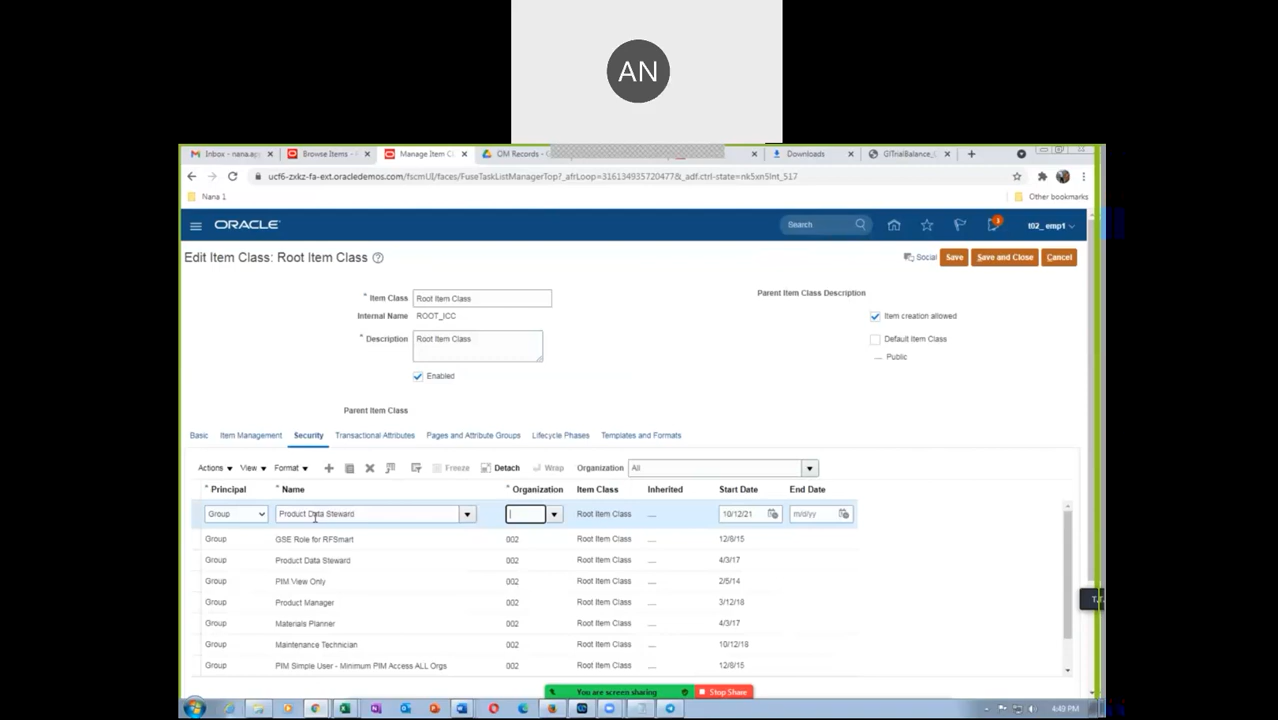 AN
Inbox - nana.ap
Browse Items -
Manage Item C
CIM Records - G
Downloads
GITrialBalance_
ucf6-zxkz-fa-ext.oracledemos.com/fscmUI/faces/FuseTaskListManagerTop?_afrLoop=316134935720477&_adf.ctrl-state=nk5xn5lnt_517
Nana 1
Other bookmarks
ORACLE
Search
3
t02_emp1
Edit Item Class: Root Item Class
Social
Save
Save and Close
Cancel
* Item Class Root Item Class
Internal Name ROOT_ICC
* Description Root Item Class
Enabled
Parent Item Class
Parent Item Class Description
Item creation allowed
Default Item Class
Public
Basic Item Management Security Transactional Attributes Pages and Attribute Groups Lifecycle Phases Templates and Formats
Actions View Format Freeze Detach Wrap Organization All
* Principal * Name * Organization Item Class Inherited Start Date End Date
Group Product Data Steward Root Item Class 10/12/21 m/d/yy
Group GSE Role for RFSmart 002 Root Item Class 12/8/15
Group Product Data Steward 002 Root Item Class 4/3/17
Group PIM View Only 002 Root Item Class 2/5/14
Group Product Manager 002 Root Item Class 3/12/18
Group Materials Planner 002 Root Item Class 4/3/17
Group Maintenance Technician 002 Root Item Class 10/12/18
Group PIM Simple User - Minimum PIM Access ALL Orgs 002 Root Item Class 12/8/15
You are screen sharing
Stop Share
4:49 PM